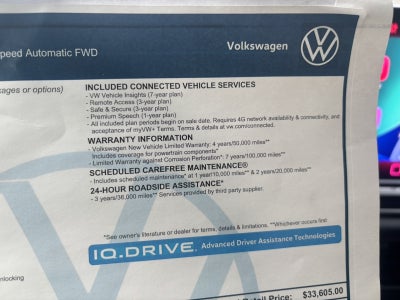 Volkswagen
speed Automatic FWD
ages or options)
INCLUDED CONNECTED VEHICLE SERVICES
- VW Vehicle Insights (7-year plan)
- Remote Access (3-year plan)
- Safe & Secure (3-year plan)
- Premium Speech (1-year plan)
- All included plan periods begin on sale date. Requires 4G network availability & connectivity, and
acceptance of myVW+ Terms. Terms & details at vw.com/connected.
WARRANTY INFORMATION
- Volkswagen New Vehicle Limited Warranty: 4 years/50,000 miles**
*Includes coverage for powertrain components*
- Limited Warranty against Corrosion Perforation*: 7 years/100,000 miles**
SCHEDULED CAREFREE MAINTENANCE®
- Includes scheduled maintenance* at 1 year/10,000 miles** & 2 years/20,000 miles**
24-HOUR ROADSIDE ASSISTANCE*
- 3 years/36,000 miles** Services provided by third party supplier.
*See owner's literature or dealer for terms, details & limitations. **Whichever occurs first
IQ.DRIVE Advanced Driver Assistance Technologies
nlocking
Retail Price: $33,605.00